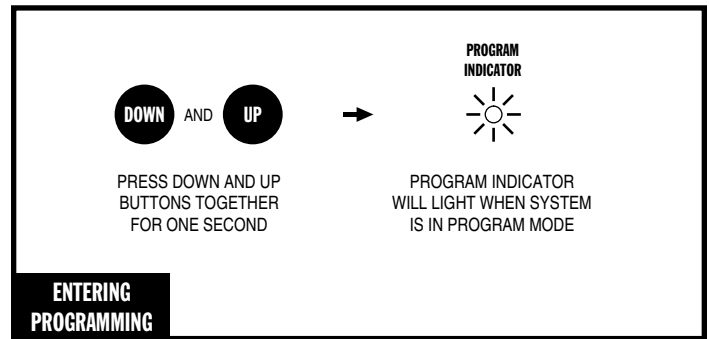 PROGRAM
INDICATOR
DOWN AND UP
PRESS DOWN AND UP
BUTTONS TOGETHER
FOR ONE SECOND
PROGRAM INDICATOR
WILL LIGHT WHEN SYSTEM
IS IN PROGRAM MODE
ENTERING
PROGRAMMING